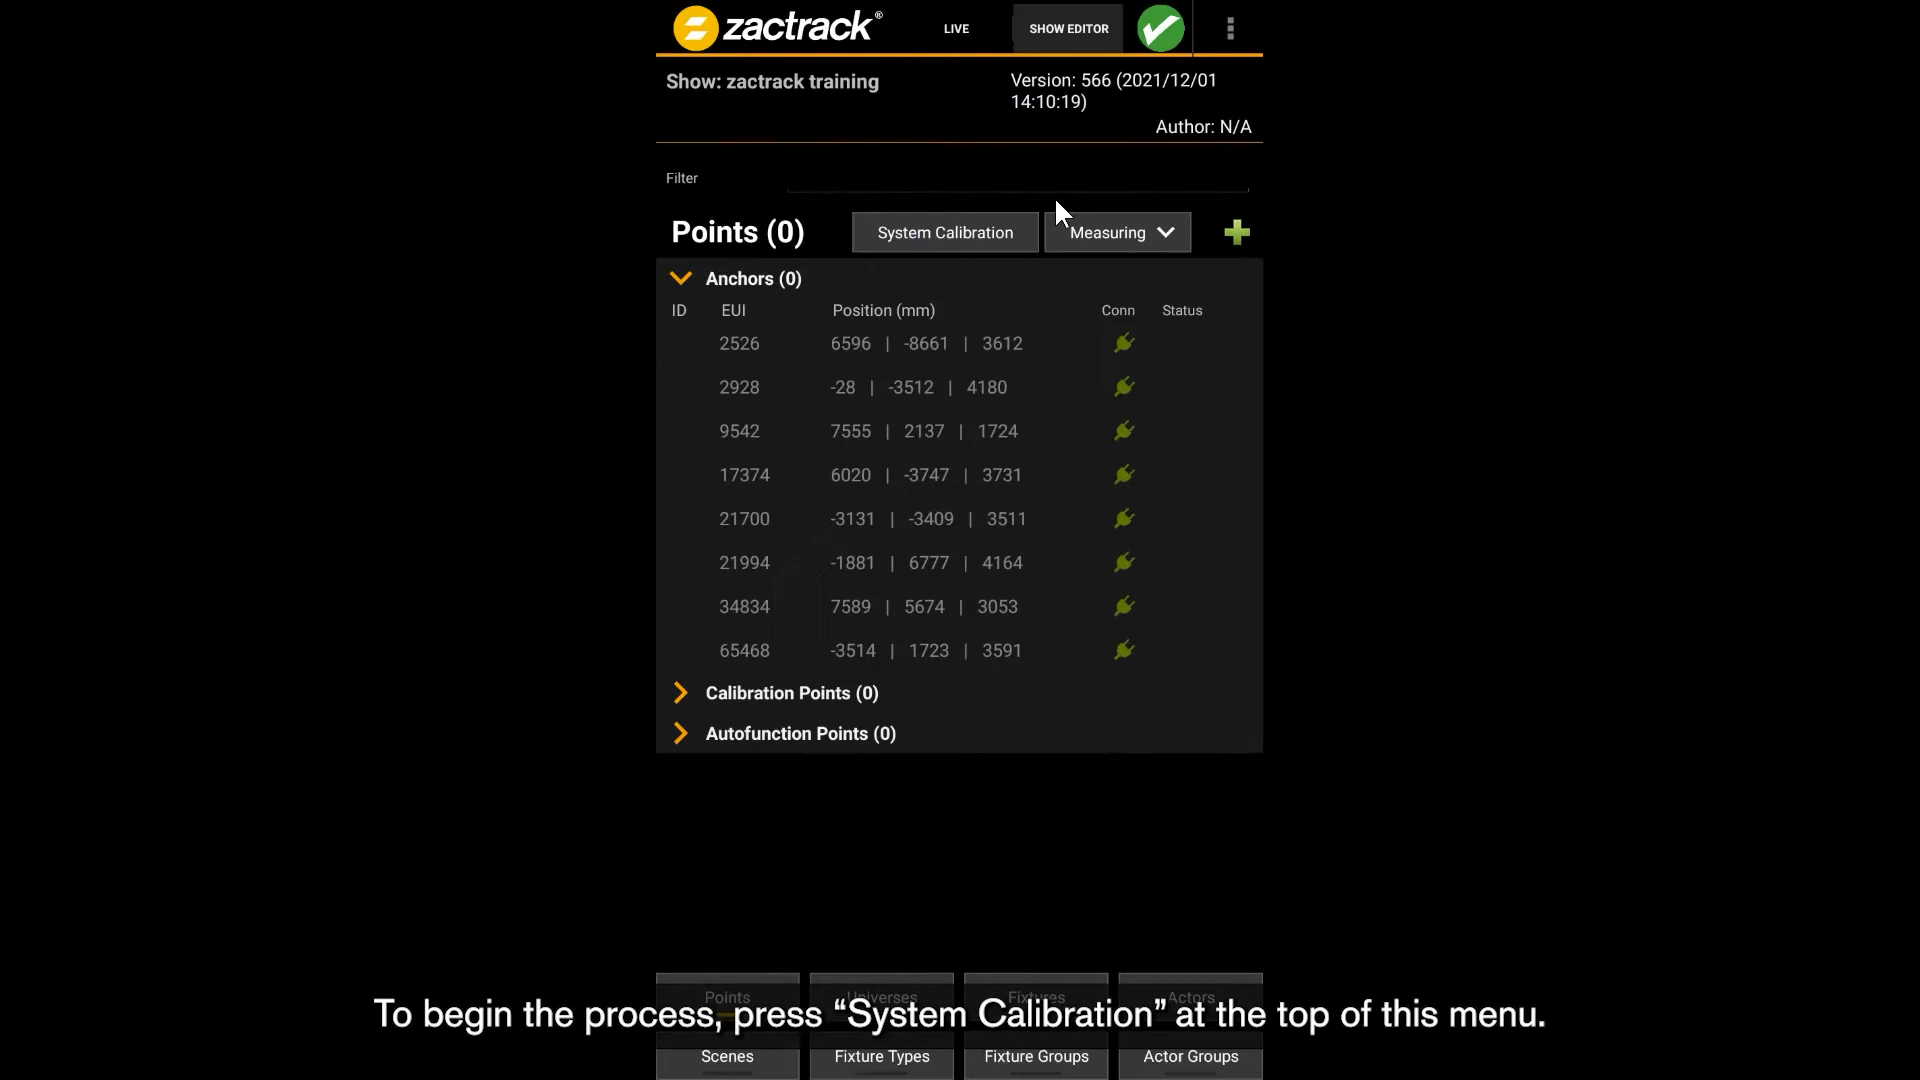 zactrack®
LIVE
SHOW EDITOR
Show: zactrack training
Version: 566 (2021/12/01
14:10:19)
Author: N/A
Filter
Points (0)
System Calibration
Measuring
Anchors (0)
ID EUI Position (mm) Conn Status
2526 6596 | -8661 | 3612
2928 -28 | -3512 | 4180
9542 7555 | 2137 | 1724
17374 6020 | -3747 | 3731
21700 -3131 | -3409 | 3511
21994 -1881 | 6777 | 4164
34834 7589 | 5674 | 3053
65468 -3514 | 1723 | 3591
Calibration Points (0)
Autofunction Points (0)
Points Universes Fixtures Actors
To begin the process, press “System Calibration” at the top of this menu.
Scenes Fixture Types Fixture Groups Actor Groups